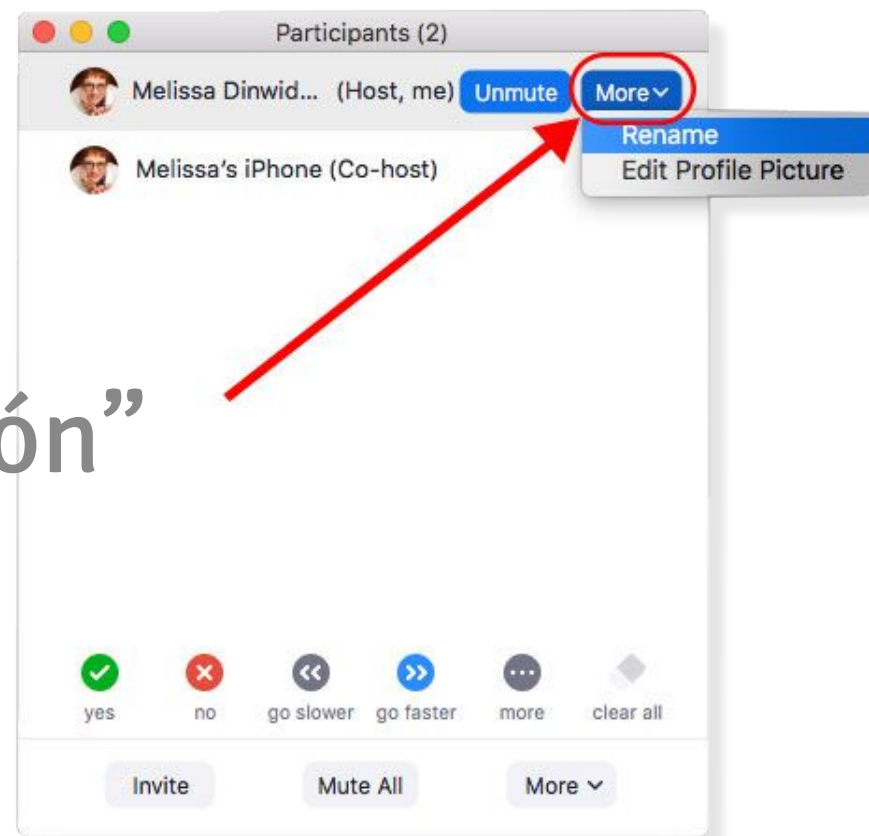 Participants (2)
Melissa Dinwid... (Host, me) Unmute More
Rename
Edit Profile Picture
Melissa's iPhone (Co-host)
ón”
yes no go slower go faster more clear all
Invite Mute All More